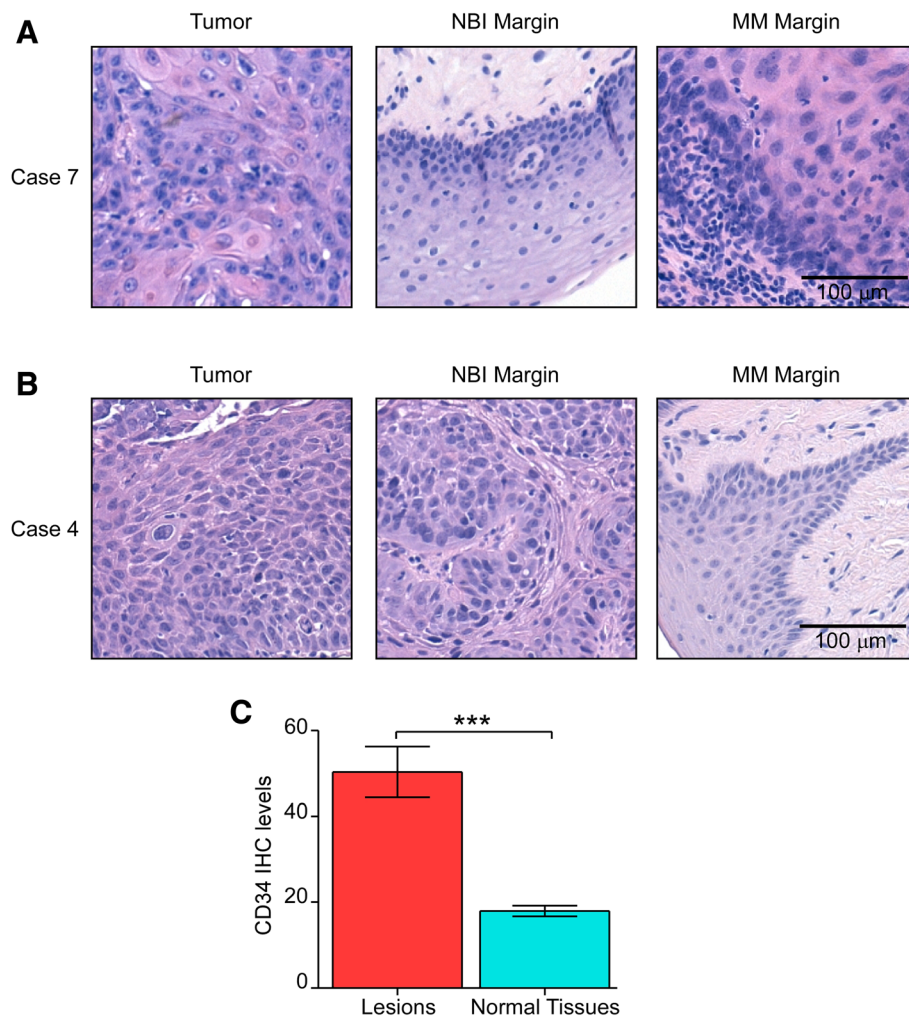 A
Tumor NBI Margin MM Margin
Case 7
100 μm
B
Tumor NBI Margin MM Margin
Case 4
100 μm
C
***
60
40
20
0
CD34 IHC levels
Lesions Normal Tissues